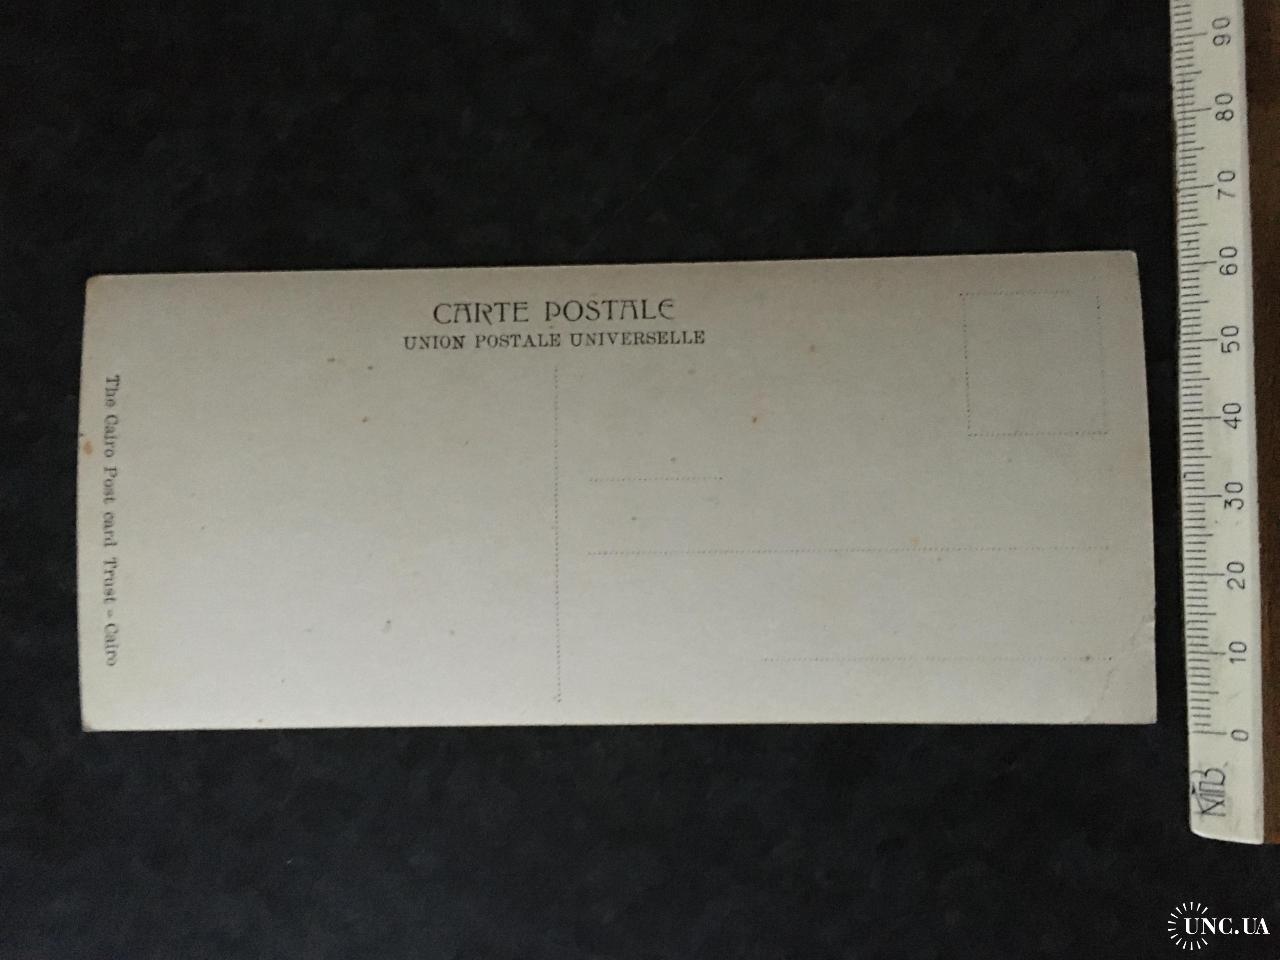 CARTE POSTALE
UNION POSTALE UNIVERSELLE
The Cairo Post card Trust - Cairo
90
80
70
60
50
40
30
20
10
0
UNC.UA